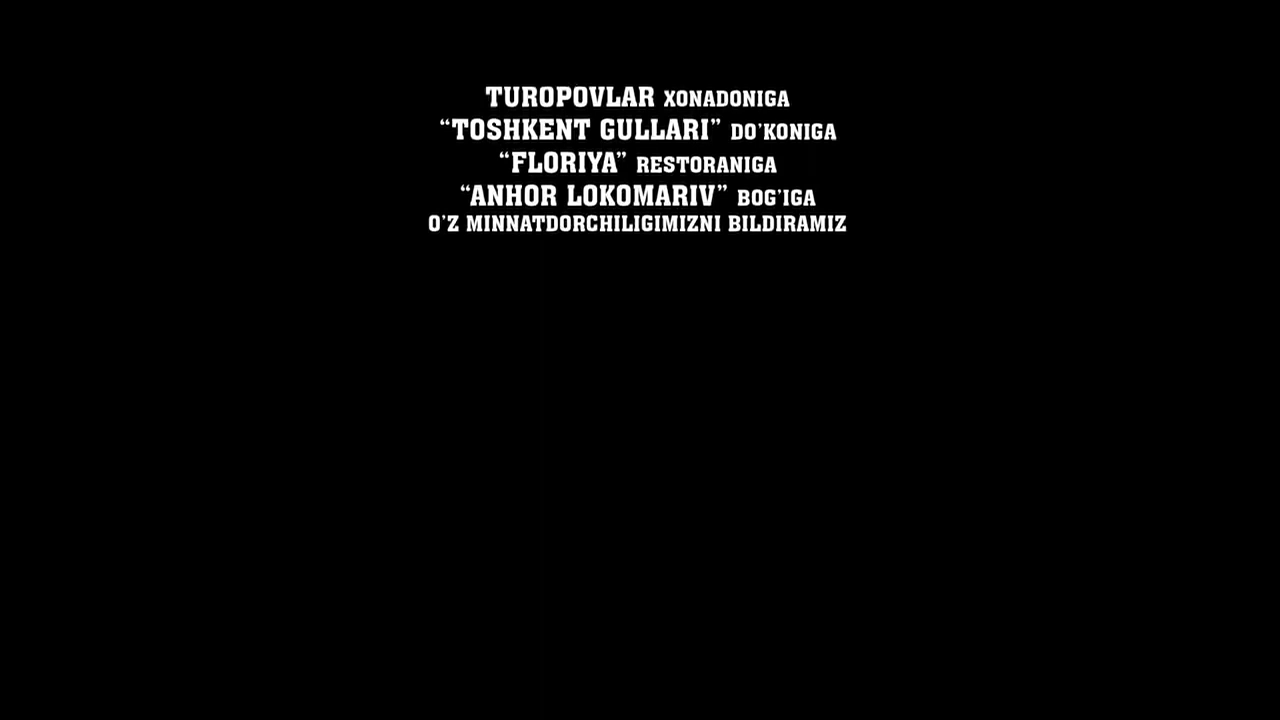 TUROPOVLAR XONADONIGA
“TOSHKENT GULLARI” DO’KONIGA
“FLORIYA” RESTORANIGA
“ANHOR LOKOMARIV” BOG’IGA
O’Z MINNATDORCHILIGIMIZNI BILDIRAMIZ